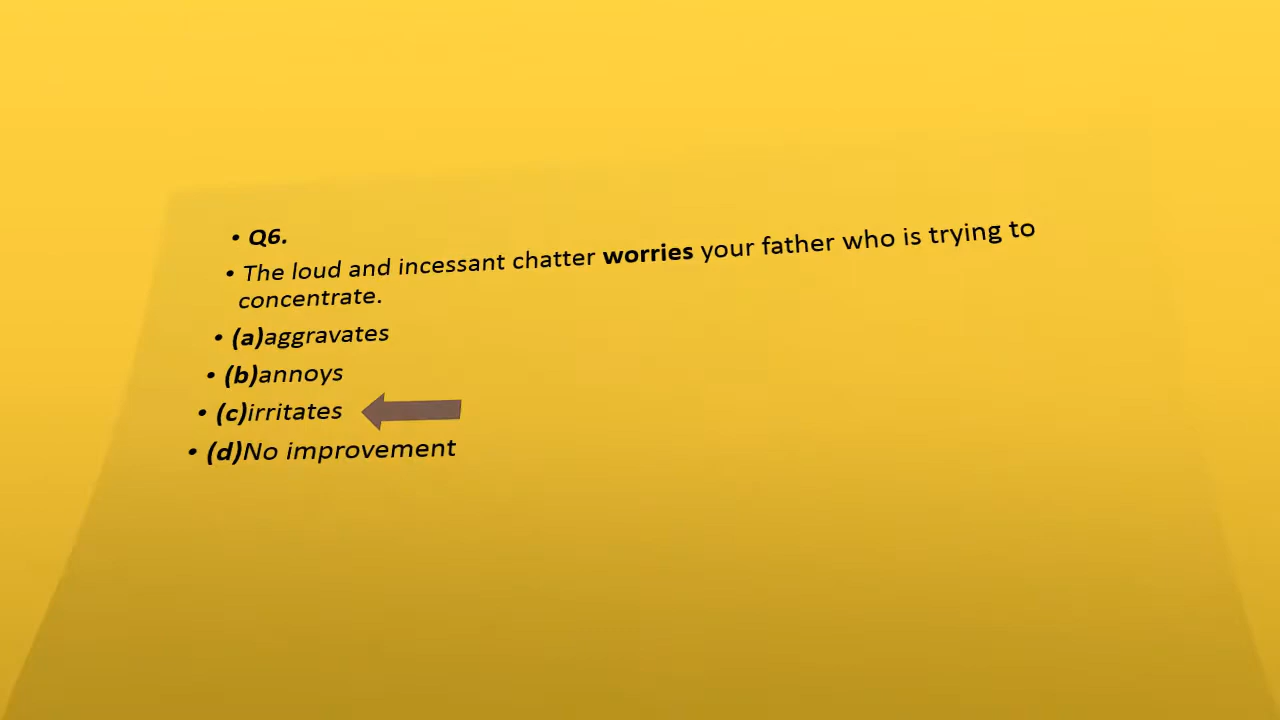 • Q6.
• The loud and incessant chatter worries your father who is trying to
concentrate.
• (a)aggravates
• (b)annoys
• (c)irritates
• (d)No improvement